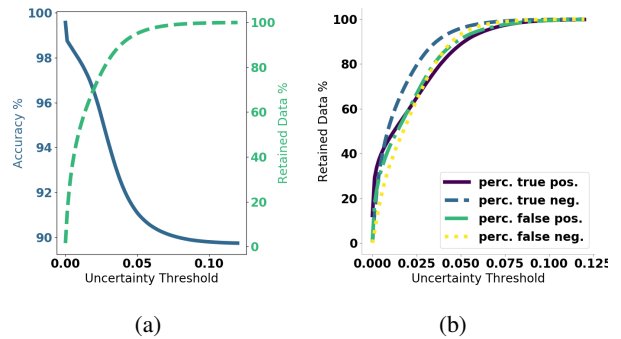 100
98
96
94
92
90
Accuracy %
0.00
0.05
0.10
Uncertainty Threshold
100
80
60
40
20
0
Retained Data %
(a)
100
80
60
40
20
0
Retained Data %
0.000 0.025 0.050 0.075 0.100 0.125
Uncertainty Threshold
perc. true pos.
perc. true neg.
perc. false pos.
perc. false neg.
(b)